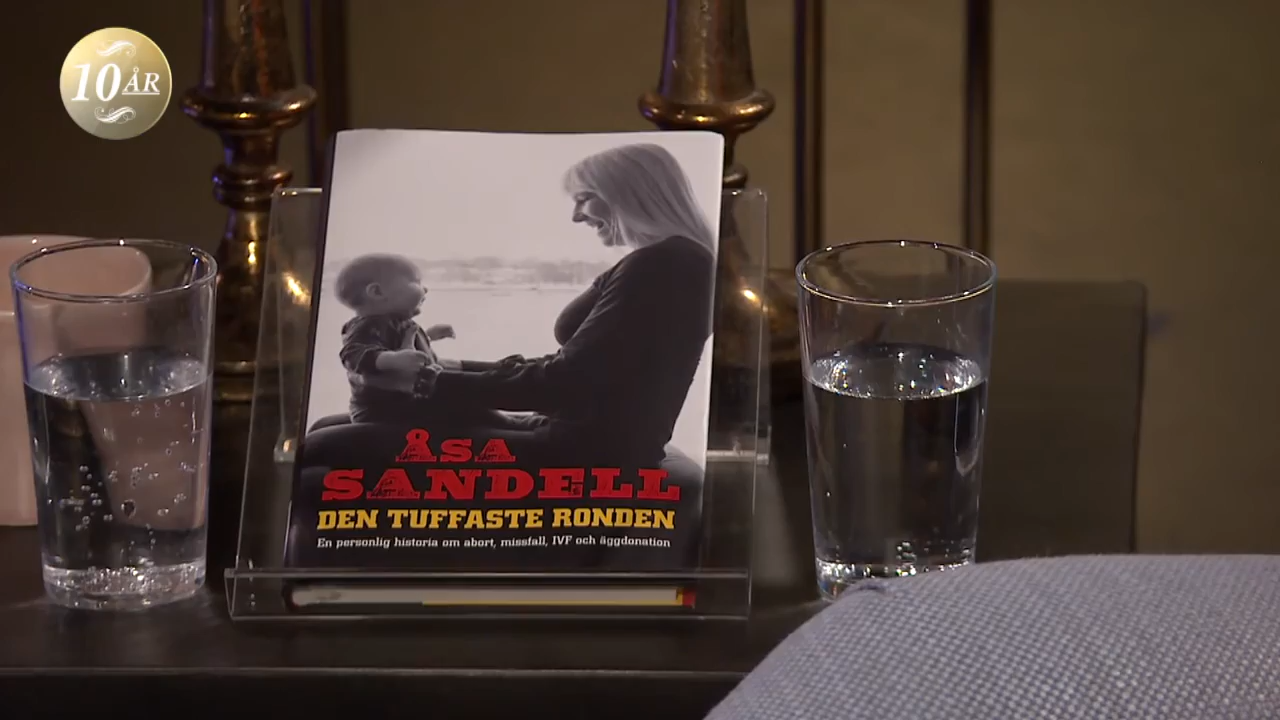 10 ÅR
ÅSA
SANDELL
DEN TUFFASTE RONDEN
En personlig historia om abort, missfall, IVF och äggdonation